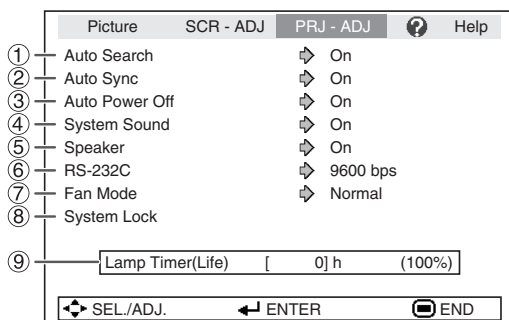 Picture SCR - ADJ PRJ - ADJ ? Help
① Auto Search On
② Auto Sync On
③ Auto Power Off On
④ System Sound On
⑤ Speaker On
⑥ RS-232C 9600 bps
⑦ Fan Mode Normal
⑧ System Lock
⑨ Lamp Timer(Life) [ 0] h (100%)
SEL./ADJ. ENTER END